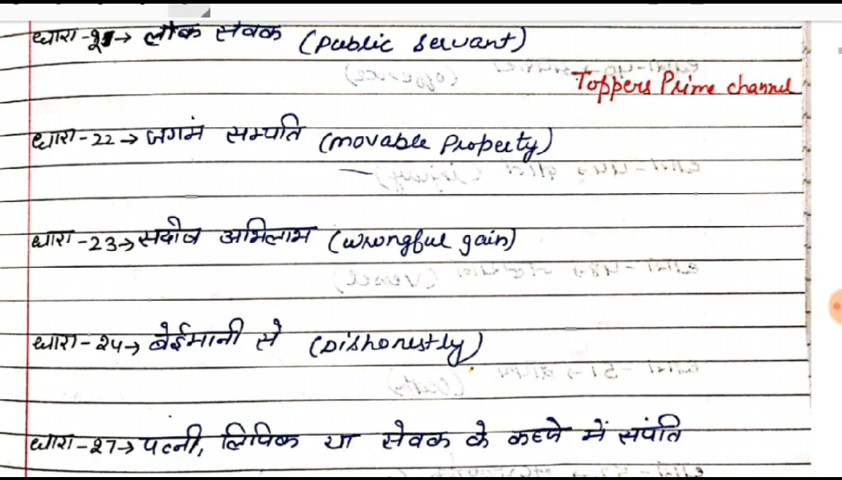 धारा-21→ लोक सेवक (Public Servant)
Toppers Prime channel
धारा-22→ जगमं सम्पति (movable Property)
धारा-23→ सदोष अभिलाभ (wrongful gain)
धारा-24→ बेईमानी से (Dishonestly)
धारा-27→ पत्नी, लिपिक या सेवक के कब्जे में संपति